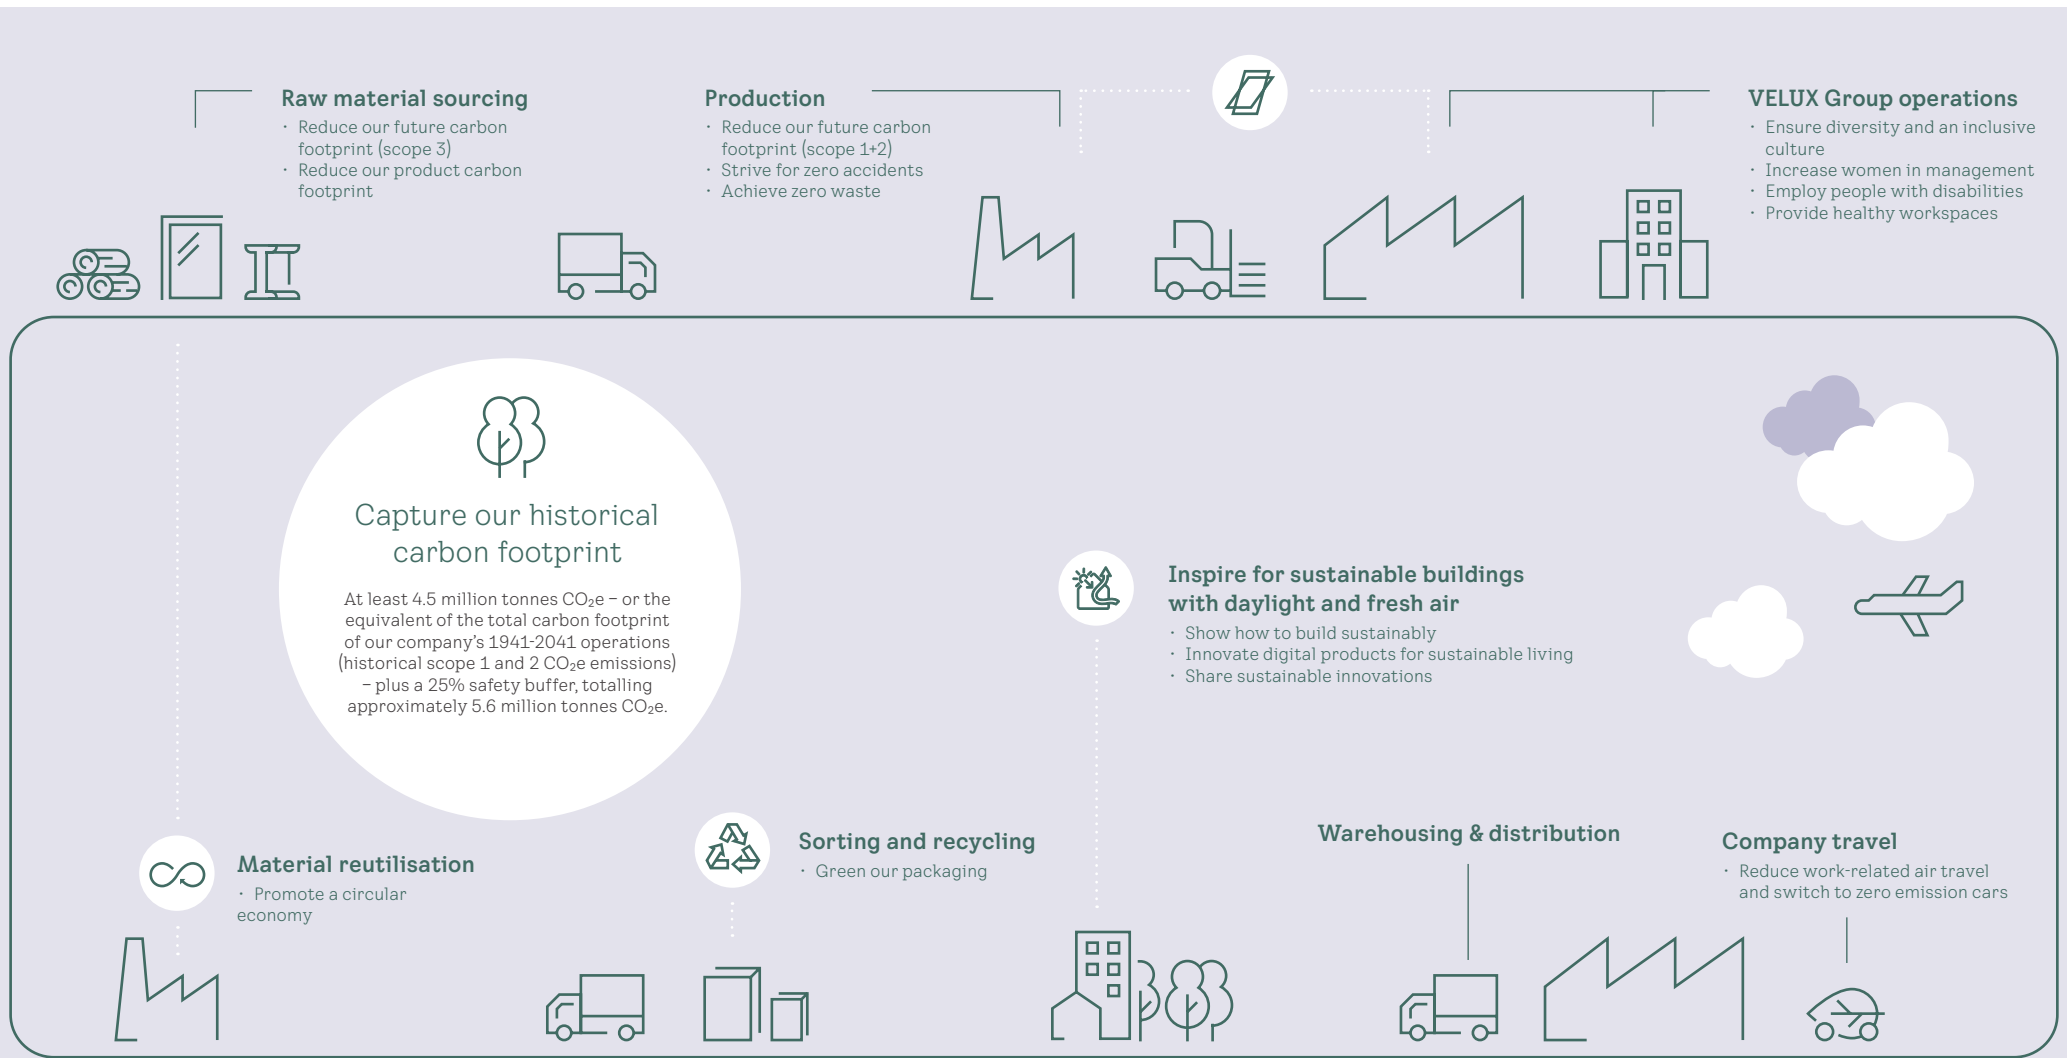 Raw material sourcing
· Reduce our future carbon
footprint (scope 3)
· Reduce our product carbon
footprint
Production
· Reduce our future carbon
footprint (scope 1+2)
· Strive for zero accidents
· Achieve zero waste
VELUX Group operations
· Ensure diversity and an inclusive
culture
· Increase women in management
· Employ people with disabilities
· Provide healthy workspaces
Capture our historical
carbon footprint
At least 4.5 million tonnes CO₂e – or the
equivalent of the total carbon footprint
of our company’s 1941-2041 operations
(historical scope 1 and 2 CO₂e emissions)
– plus a 25% safety buffer, totalling
approximately 5.6 million tonnes CO₂e.
Inspire for sustainable buildings
with daylight and fresh air
· Show how to build sustainably
· Innovate digital products for sustainable living
· Share sustainable innovations
Material reutilisation
· Promote a circular
economy
Sorting and recycling
· Green our packaging
Warehousing & distribution
Company travel
· Reduce work-related air travel
and switch to zero emission cars